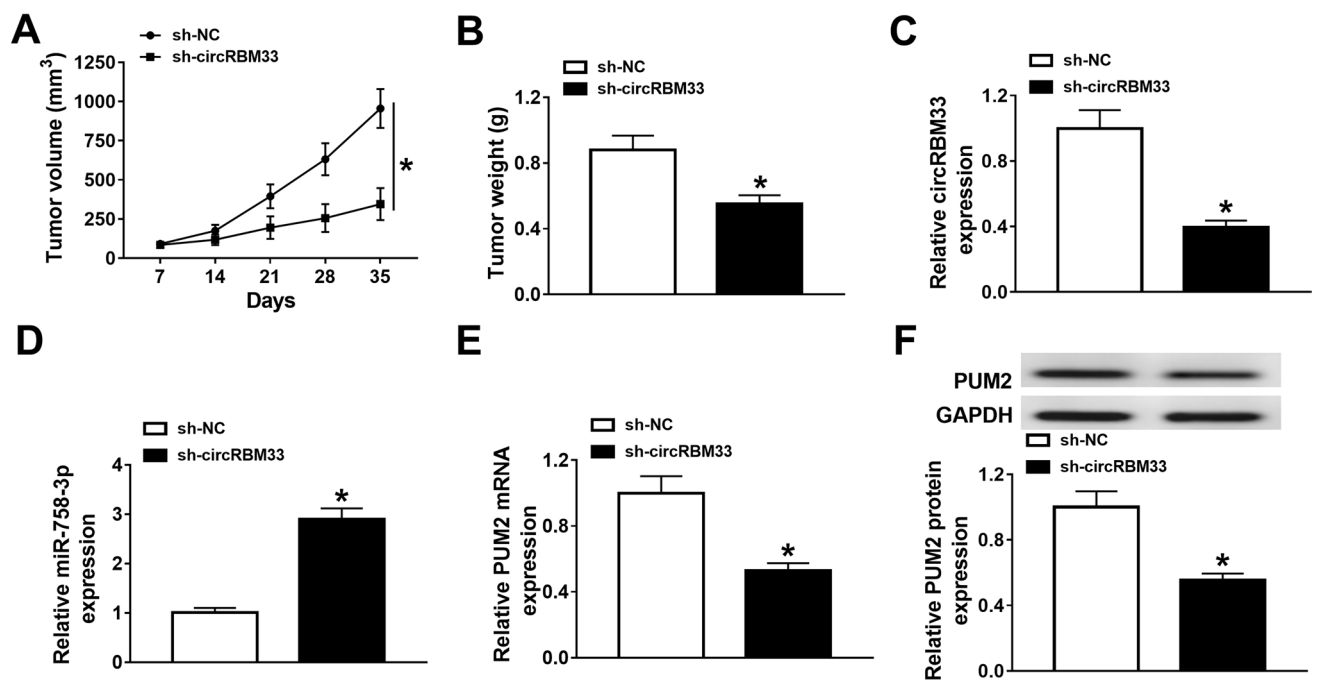 A
sh-NC
sh-circRBM33
Tumor volume (mm3)
1250
1000
750
500
250
0
*
7 14 21 28 35
Days
B
sh-NC
sh-circRBM33
Tumor weight (g)
1.2
0.8
0.4
0.0
*
C
sh-NC
sh-circRBM33
Relative circRBM33
expression
1.2
0.8
0.4
0.0
*
D
sh-NC
sh-circRBM33
Relative miR-758-3p
expression
4
3
2
1
0
*
E
sh-NC
sh-circRBM33
Relative PUM2 mRNA
expression
1.2
0.8
0.4
0.0
*
F
PUM2
GAPDH
sh-NC
sh-circRBM33
Relative PUM2 protein
expression
1.2
0.8
0.4
0.0
*